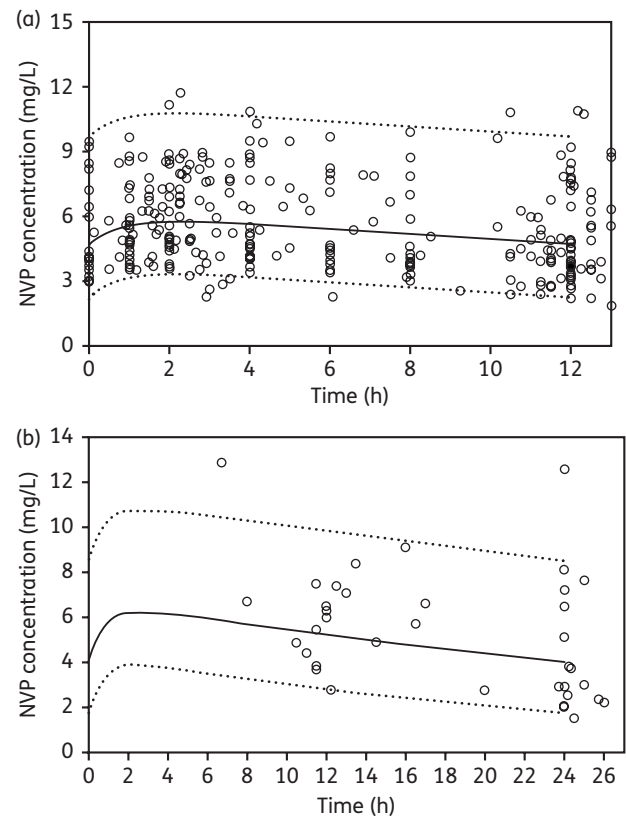 (a)
15
12
9
6
3
0
NVP concentration (mg/L)
0 2 4 6 8 10 12
Time (h)
(b)
14
12
10
8
6
4
2
0
NVP concentration (mg/L)
0 2 4 6 8 10 12 14 16 18 20 22 24 26
Time (h)